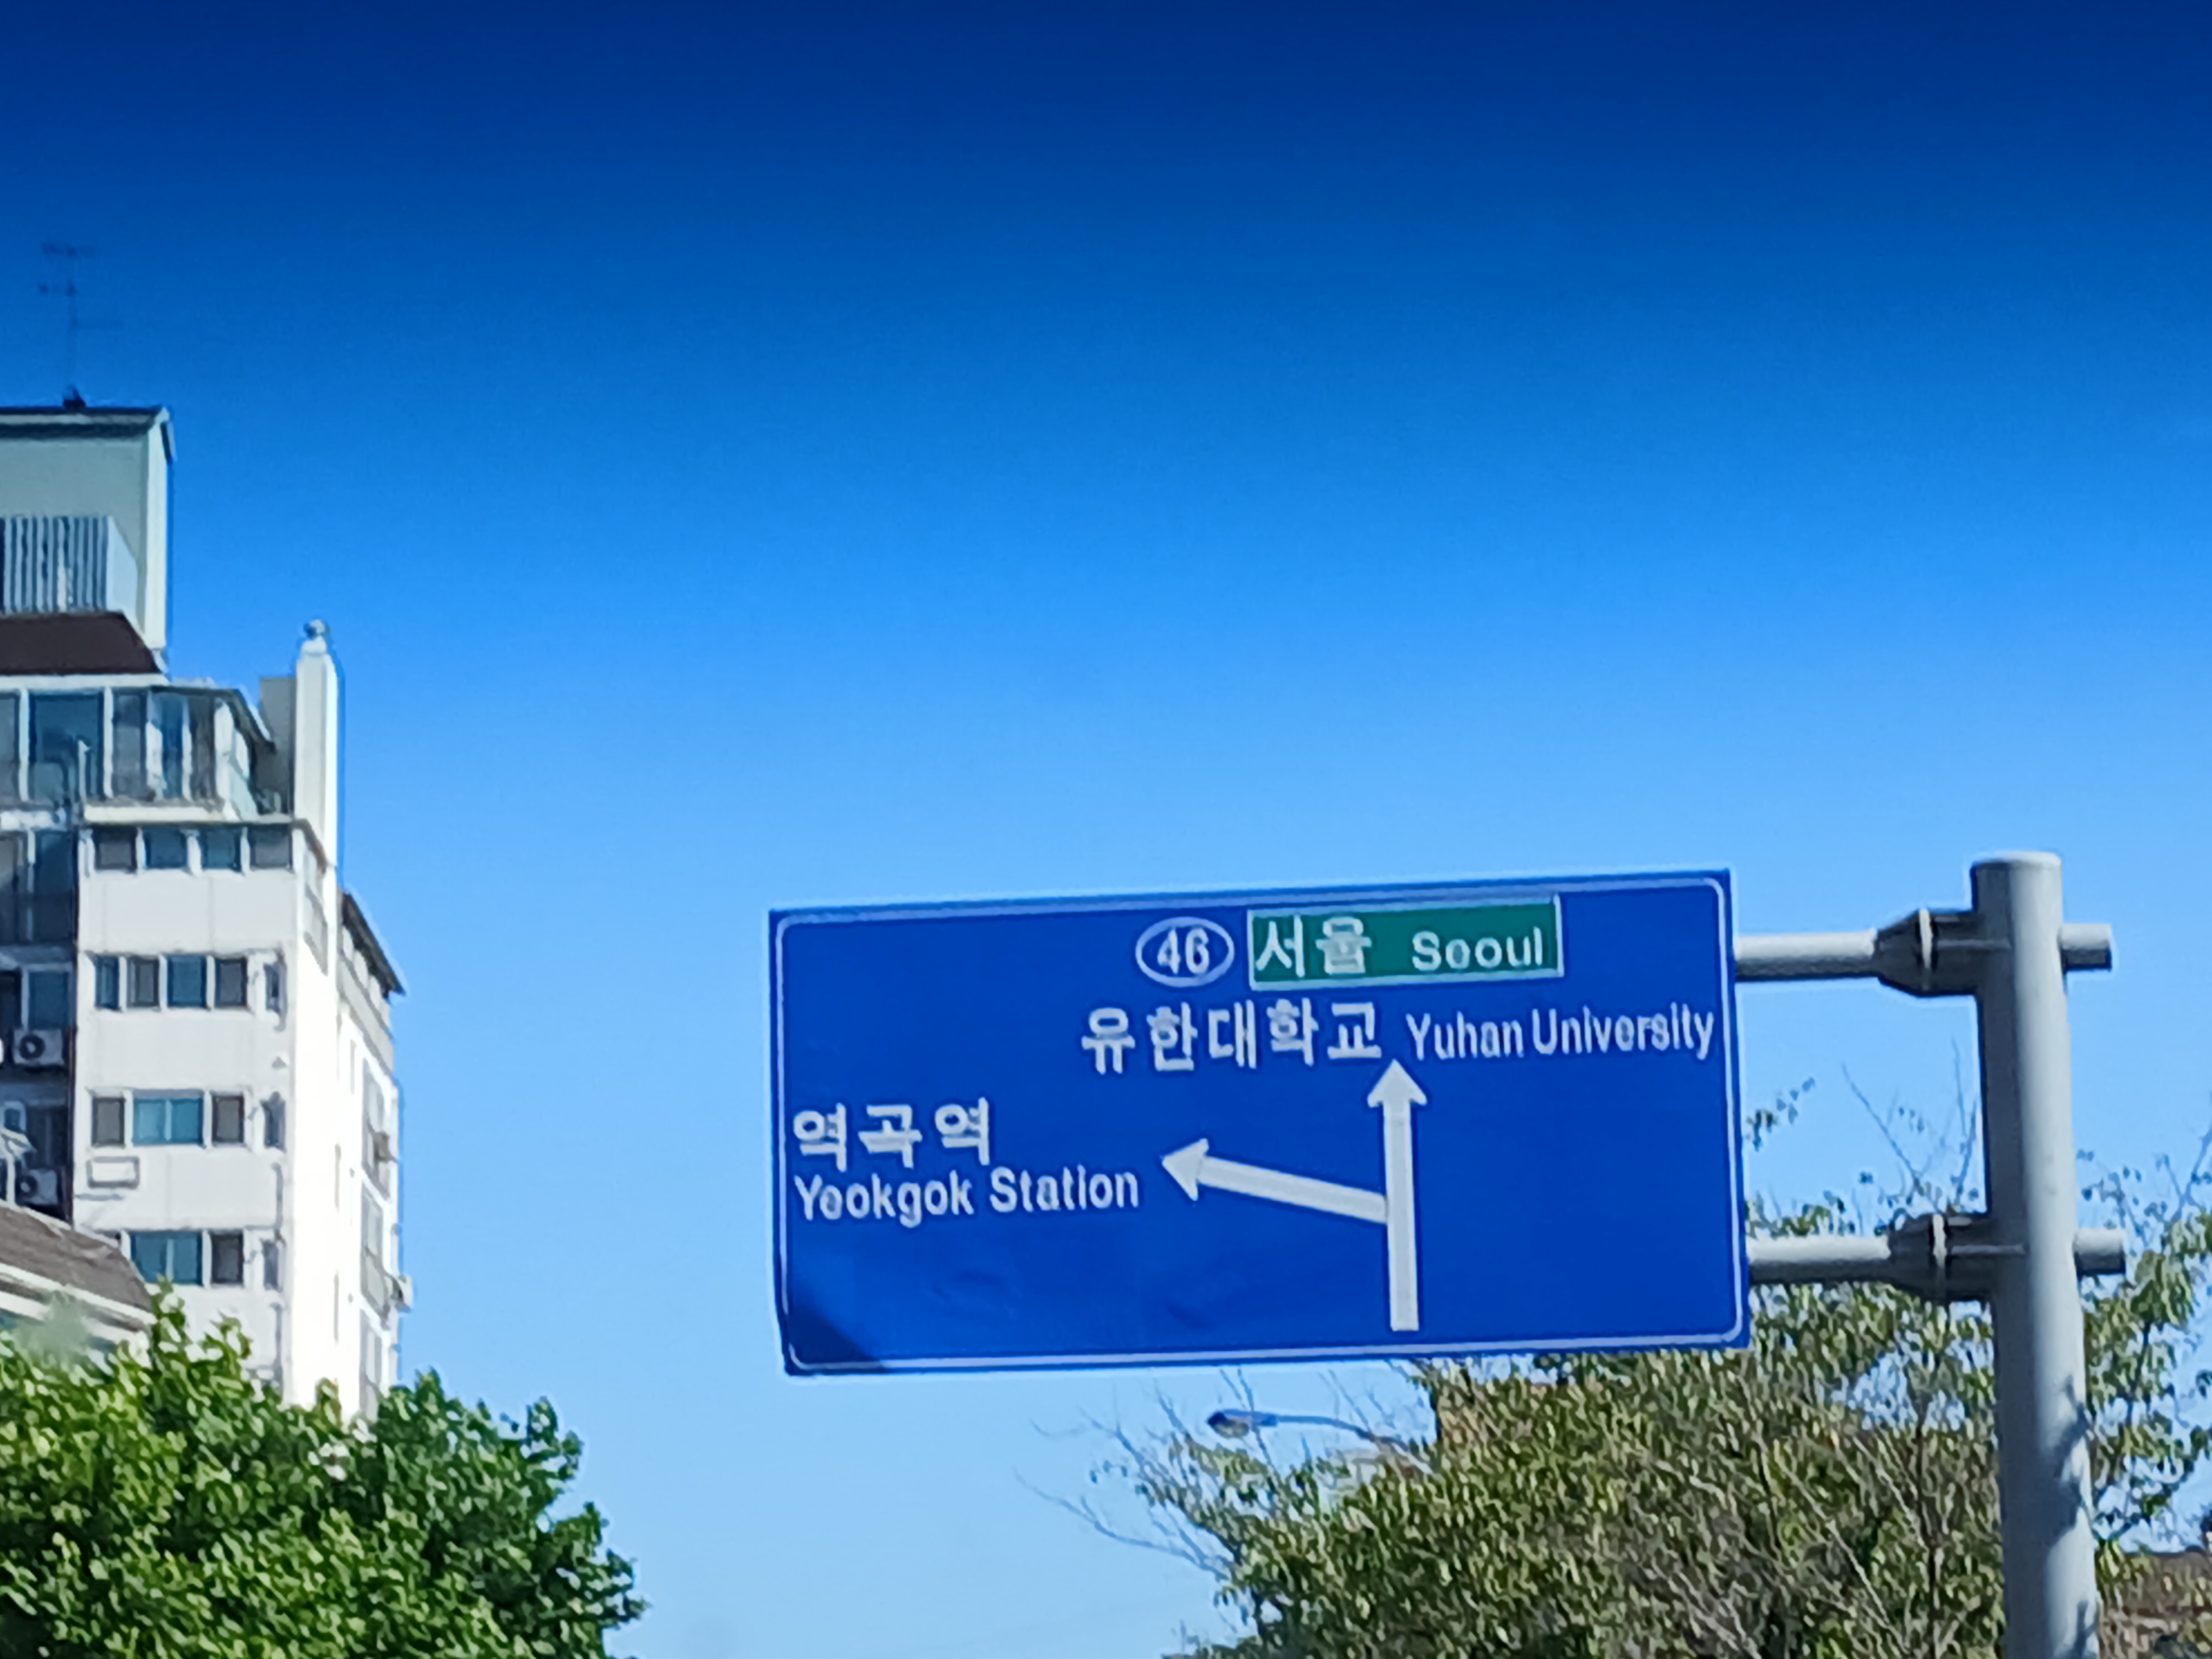 46 서울 Seoul
유한대학교 Yuhan University
역곡역
Yeokgok Station